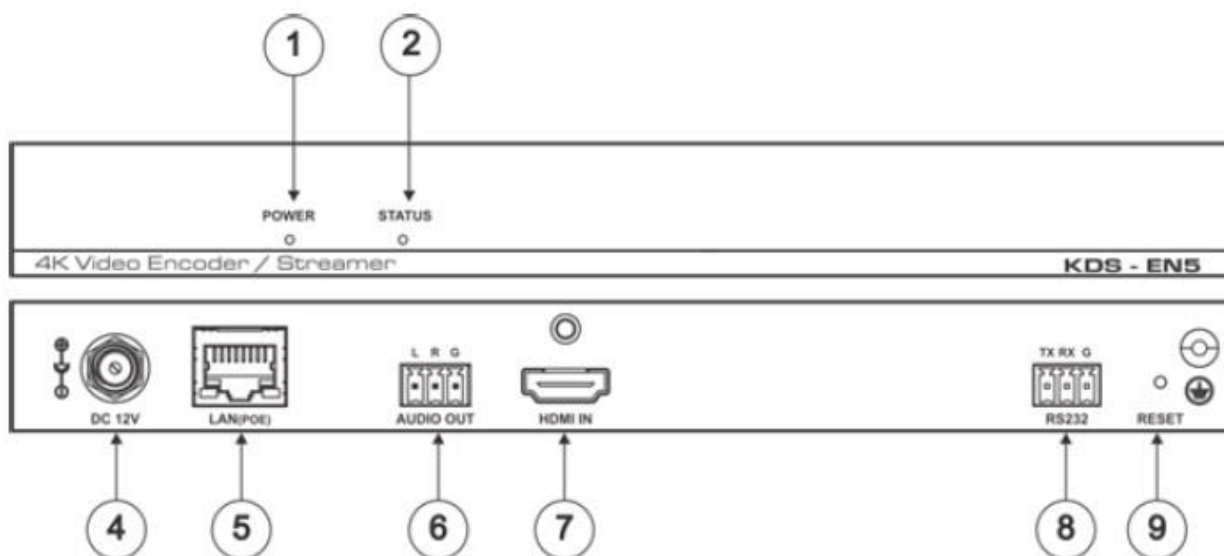 1 2
POWER STATUS
4K Video Encoder / Streamer KDS - EN5
L R G TX RX G
DC 12V LAN(POE) AUDIO OUT HDMI IN RS232 RESET
4 5 6 7 8 9